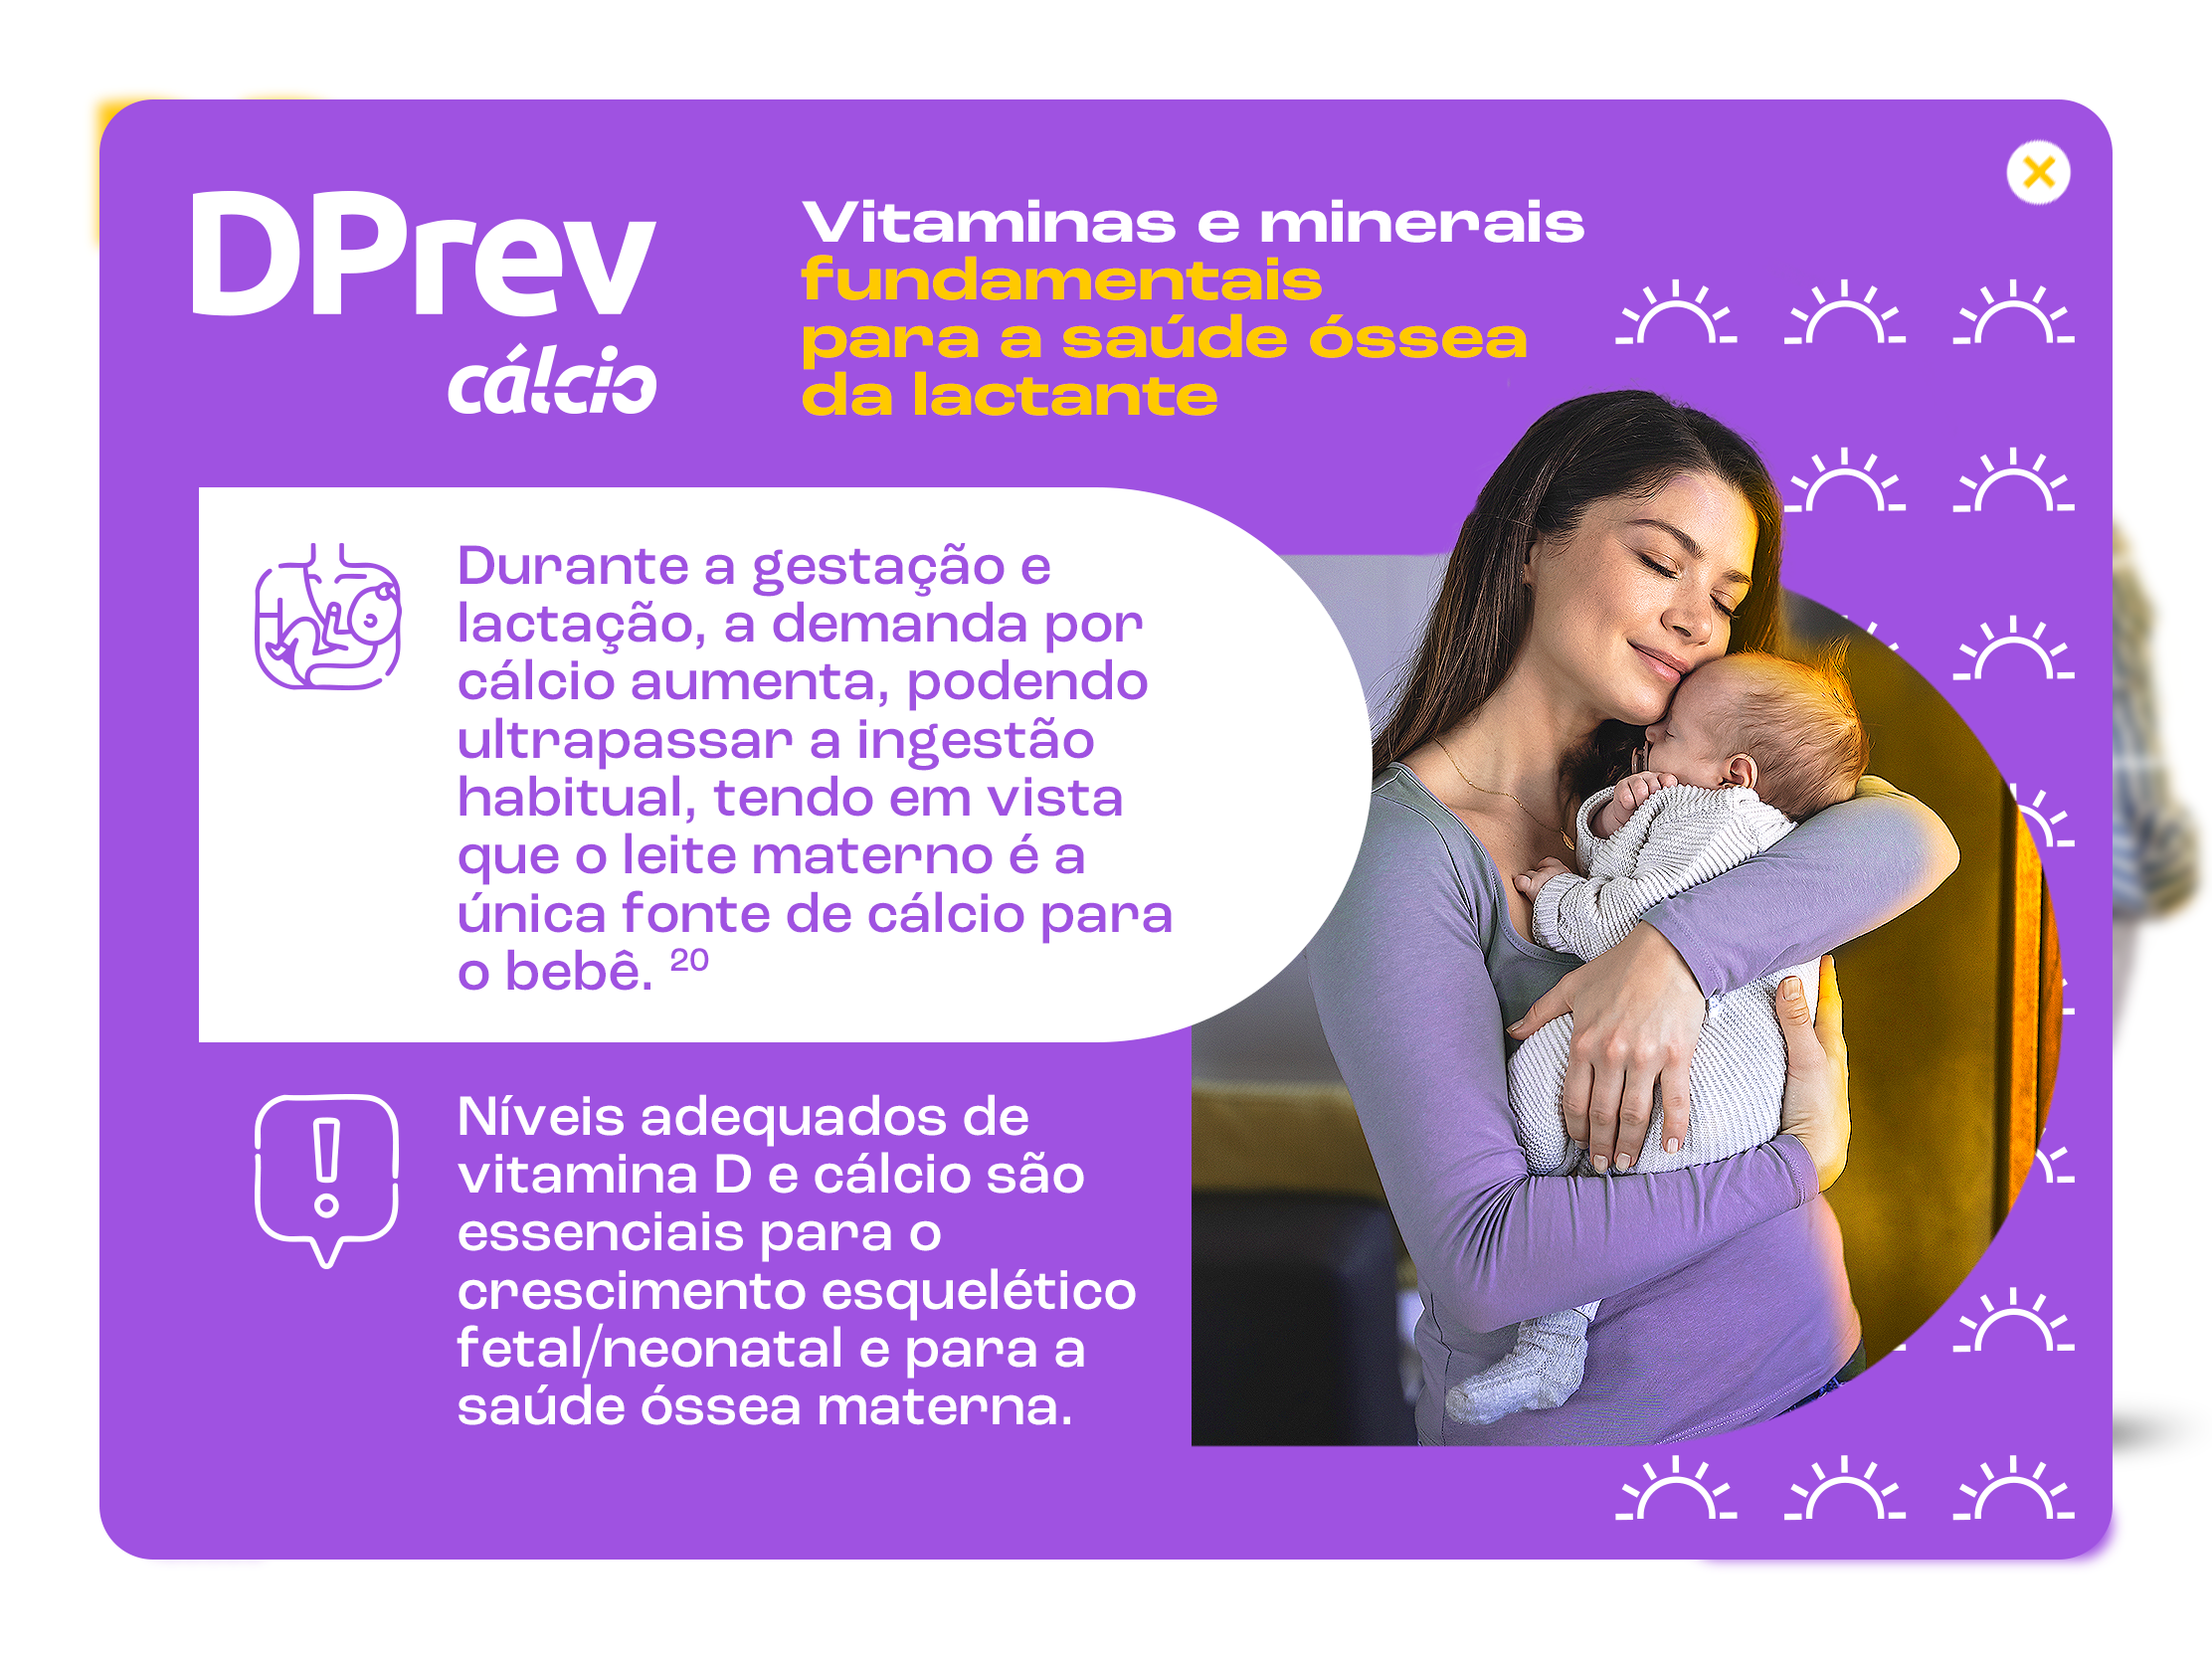 DPrev
cálcio
Vitaminas e minerais
fundamentais
para a saúde óssea
da lactante
Durante a gestação e
lactação, a demanda por
cálcio aumenta, podendo
ultrapassar a ingestão
habitual, tendo em vista
que o leite materno é a
única fonte de cálcio para
o bebê. 20
Níveis adequados de
vitamina D e cálcio são
essenciais para o
crescimento esquelético
fetal/neonatal e para a
saúde óssea materna.